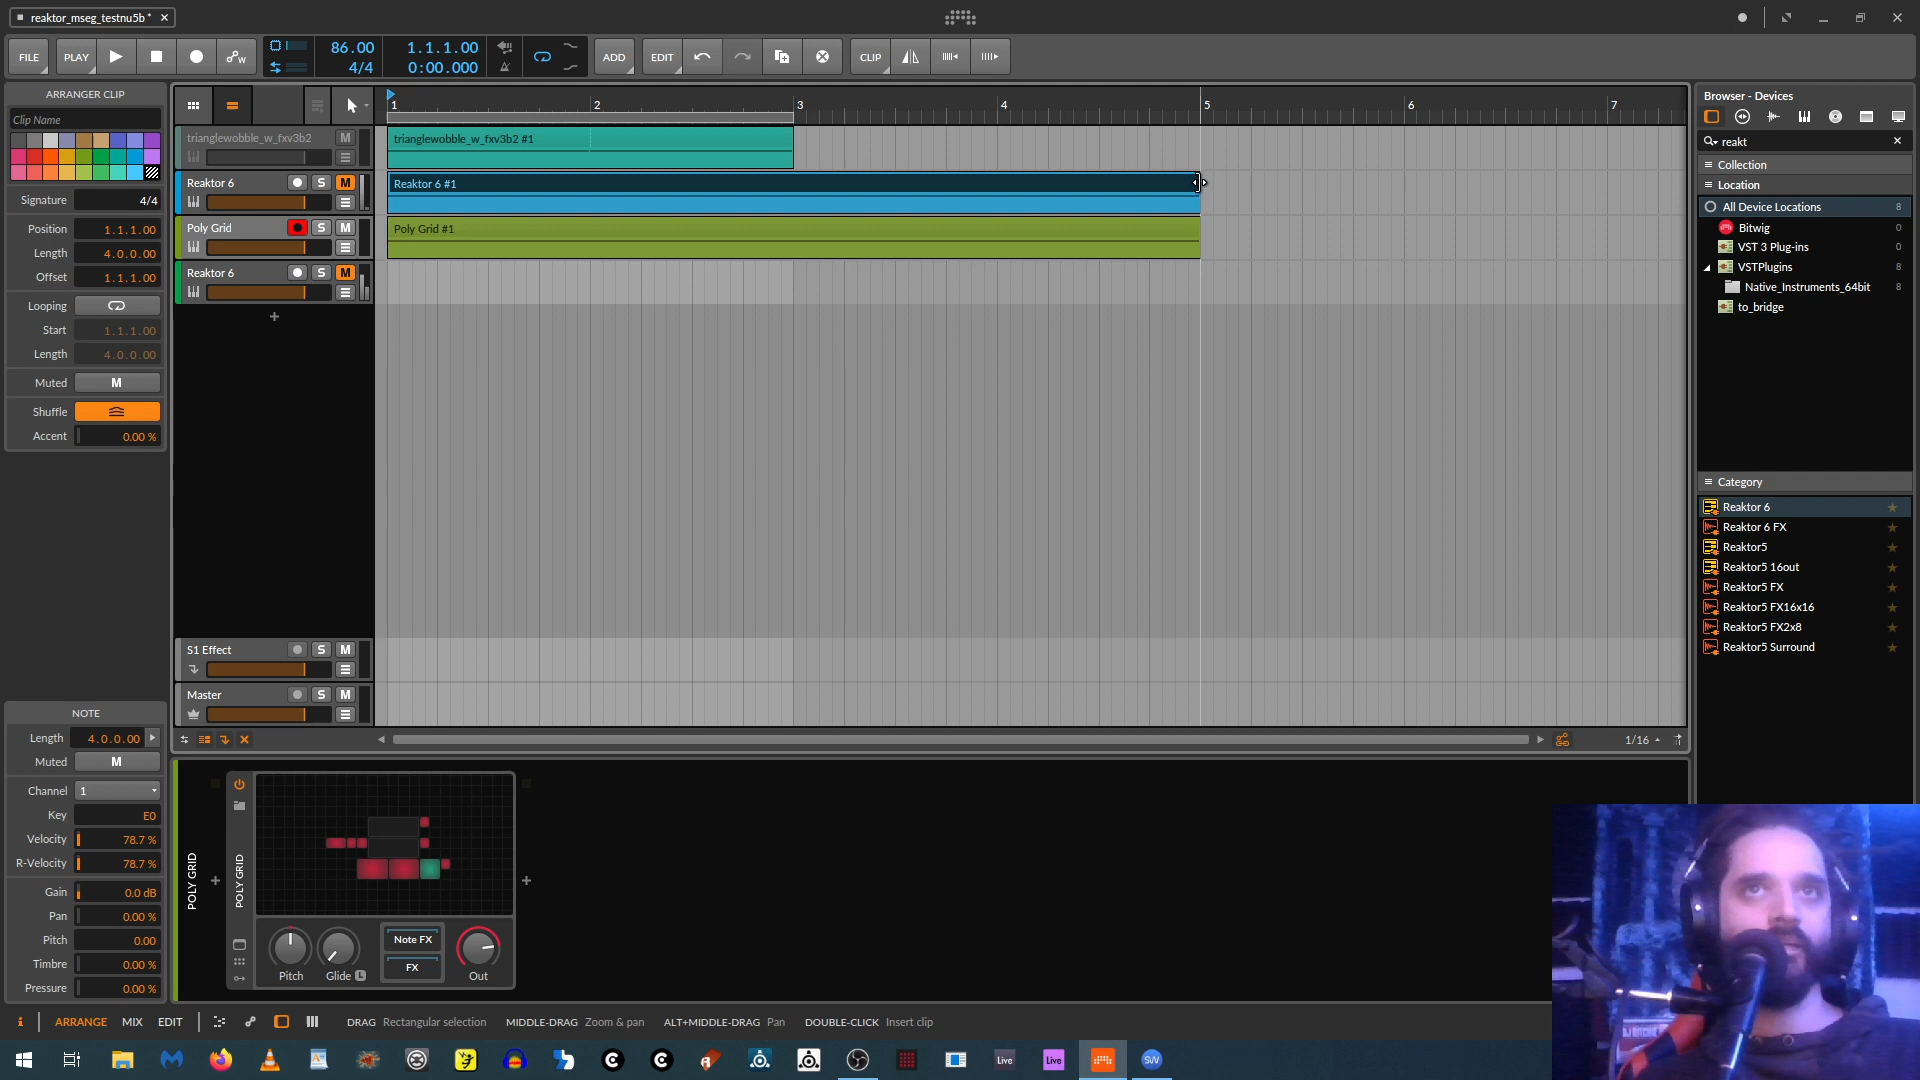 reaktor_mseg_testnu5b*
FILE
PLAY
86.00
4/4
1.1.1.00
0:00.000
ADD
EDIT
CLIP
ARRANGER CLIP
Clip Name
Signature 4/4
Position 1.1.1.00
Length 4.0.0.00
Offset 1.1.1.00
Looping
Start 1.1.1.00
Length 4.0.0.00
Muted M
Shuffle
Accent 0.00 %
1 2 3 4 5 6 7
trianglewobble_w_fxv3b2 M
trianglewobble_w_fxv3b2 #1
Reaktor 6 S M
Reaktor 6 #1
Poly Grid S M
Poly Grid #1
Reaktor 6 S M
S1 Effect S M
Master S M
1/16
Browser - Devices
reakt
Collection
Location
All Device Locations 8
Bitwig 0
VST 3 Plug-ins 0
VSTPlugins 8
Native_Instruments_64bit 8
to_bridge
Category
Reaktor 6
Reaktor 6 FX
Reaktor5
Reaktor5 16out
Reaktor5 FX
Reaktor5 FX16x16
Reaktor5 FX2x8
Reaktor5 Surround
NOTE
Length 4.0.0.00
Muted M
Channel 1
Key E0
Velocity 78.7 %
R-Velocity 78.7 %
Gain 0.0 dB
Pan 0.00 %
Pitch 0.00
Timbre 0.00 %
Pressure 0.00 %
POLY GRID
POLY GRID
Pitch
Glide L
Note FX
FX
Out
i ARRANGE MIX EDIT
DRAG Rectangular selection MIDDLE-DRAG Zoom & pan ALT+MIDDLE-DRAG Pan DOUBLE-CLICK Insert clip
Live
Live
SW